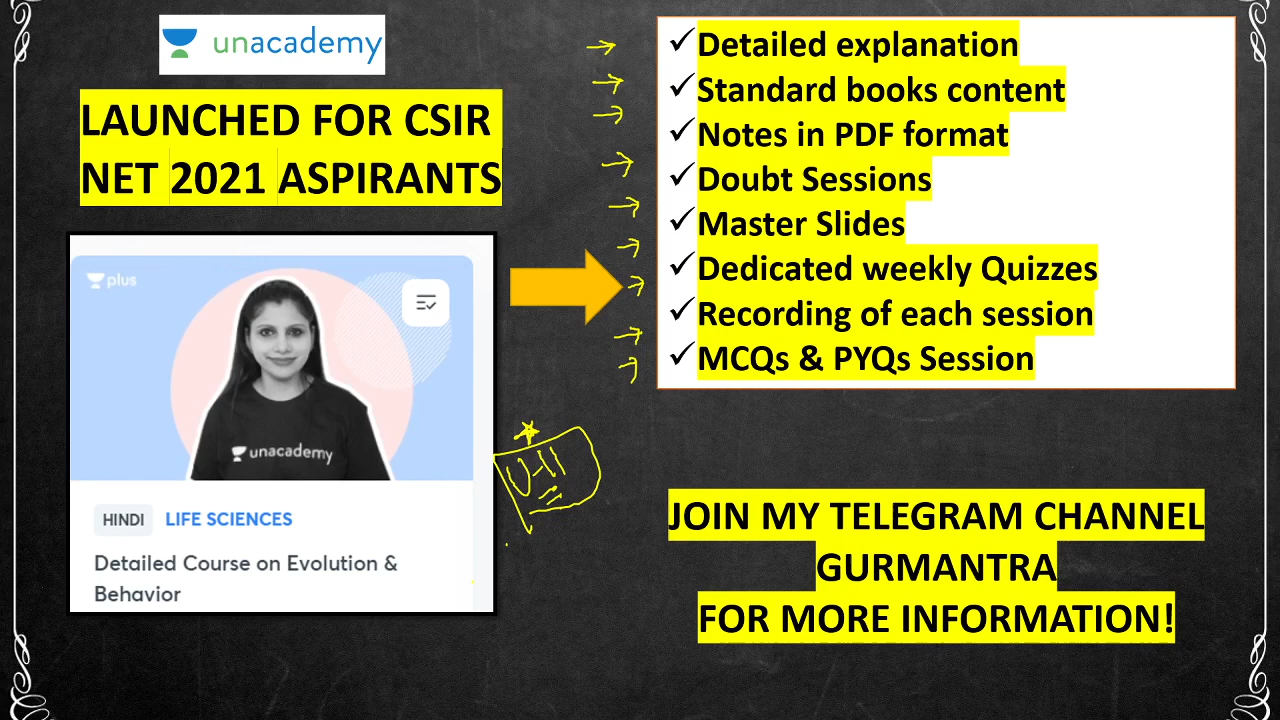 unacademy
LAUNCHED FOR CSIR
NET 2021 ASPIRANTS
plus
unacademy
HINDI LIFE SCIENCES
Detailed Course on Evolution &
Behavior
U-11
✓Detailed explanation
✓Standard books content
✓Notes in PDF format
✓Doubt Sessions
✓Master Slides
✓Dedicated weekly Quizzes
✓Recording of each session
✓MCQs & PYQs Session
JOIN MY TELEGRAM CHANNEL
GURMANTRA
FOR MORE INFORMATION!